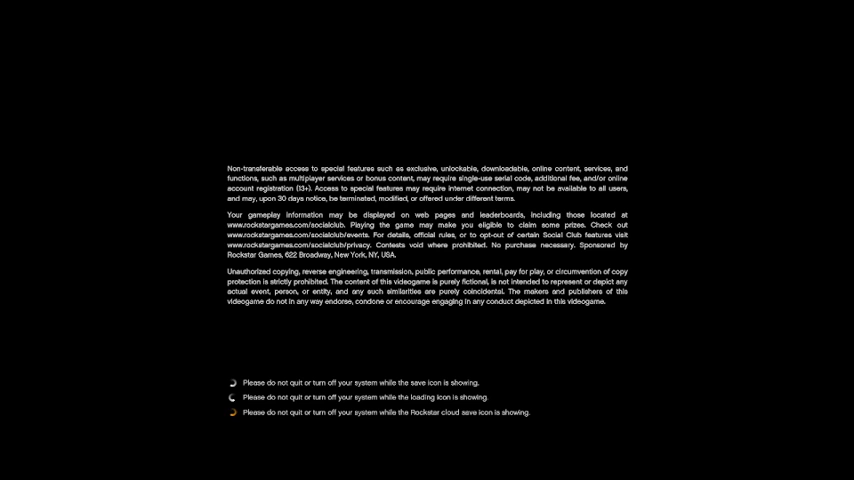 Non-transferable access to special features such as exclusive, unlockable, downloadable, online content, services, and
functions, such as multiplayer services or bonus content, may require single-use serial code, additional fee, and/or online
account registration (13+). Access to special features may require internet connection, may not be available to all users,
and may, upon 30 days notice, be terminated, modified, or offered under different terms.
Your gameplay information may be displayed on web pages and leaderboards, including those located at
www.rockstargames.com/socialclub. Playing the game may make you eligible to claim some prizes. Check out
www.rockstargames.com/socialclub/events. For details, official rules, or to opt-out of certain Social Club features visit
www.rockstargames.com/socialclub/privacy. Contests void where prohibited. No purchase necessary. Sponsored by
Rockstar Games, 622 Broadway, New York, NY, USA.
Unauthorized copying, reverse engineering, transmission, public performance, rental, pay for play, or circumvention of copy
protection is strictly prohibited. The content of this videogame is purely fictional, is not intended to represent or depict any
actual event, person, or entity, and any such similarities are purely coincidental. The makers and publishers of this
videogame do not in any way endorse, condone or encourage engaging in any conduct depicted in this videogame.
Please do not quit or turn off your system while the save icon is showing.
Please do not quit or turn off your system while the loading icon is showing.
Please do not quit or turn off your system while the Rockstar cloud save icon is showing.